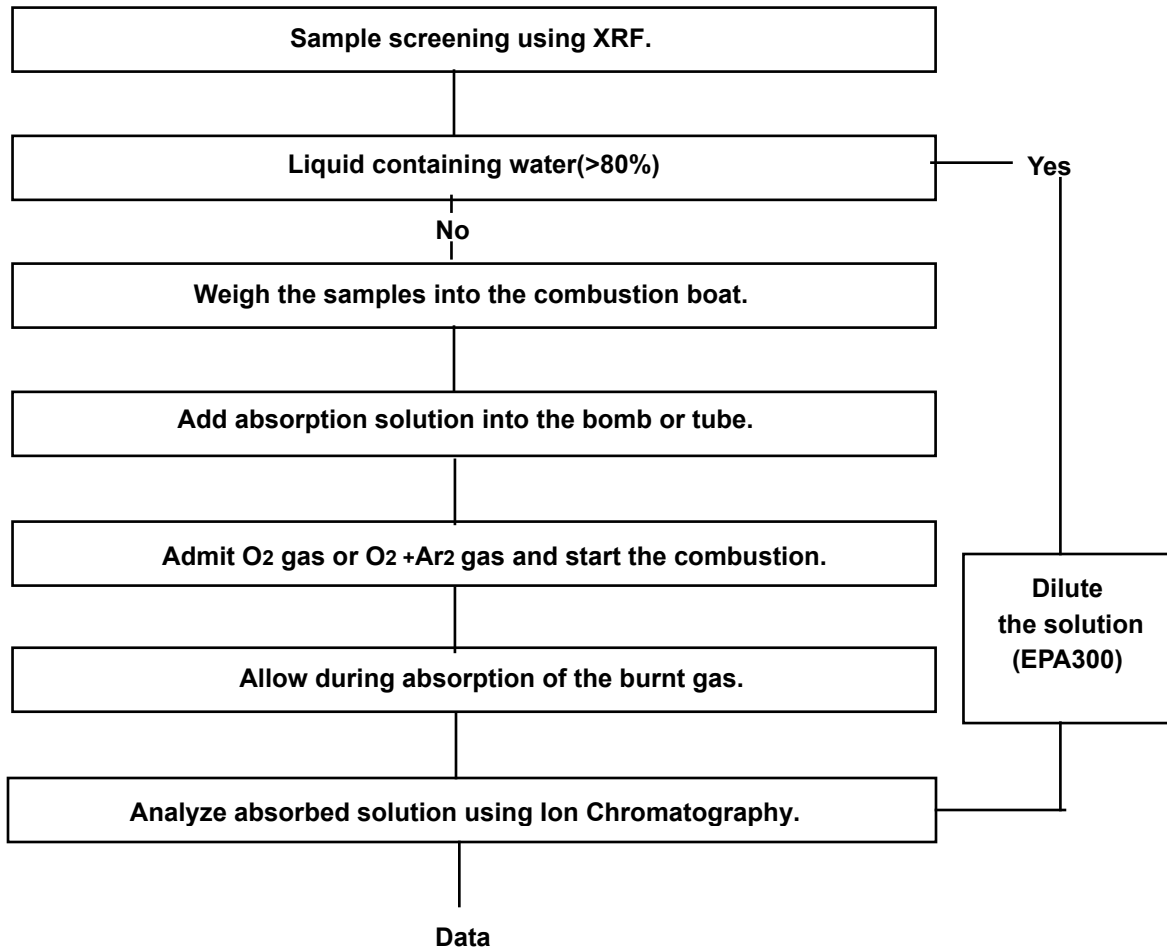 Sample screening using XRF.
Liquid containing water(>80%)
Yes
No
Weigh the samples into the combustion boat.
Add absorption solution into the bomb or tube.
Admit O2 gas or O2 +Ar2 gas and start the combustion.
Dilute
the solution
(EPA300)
Allow during absorption of the burnt gas.
Analyze absorbed solution using Ion Chromatography.
Data